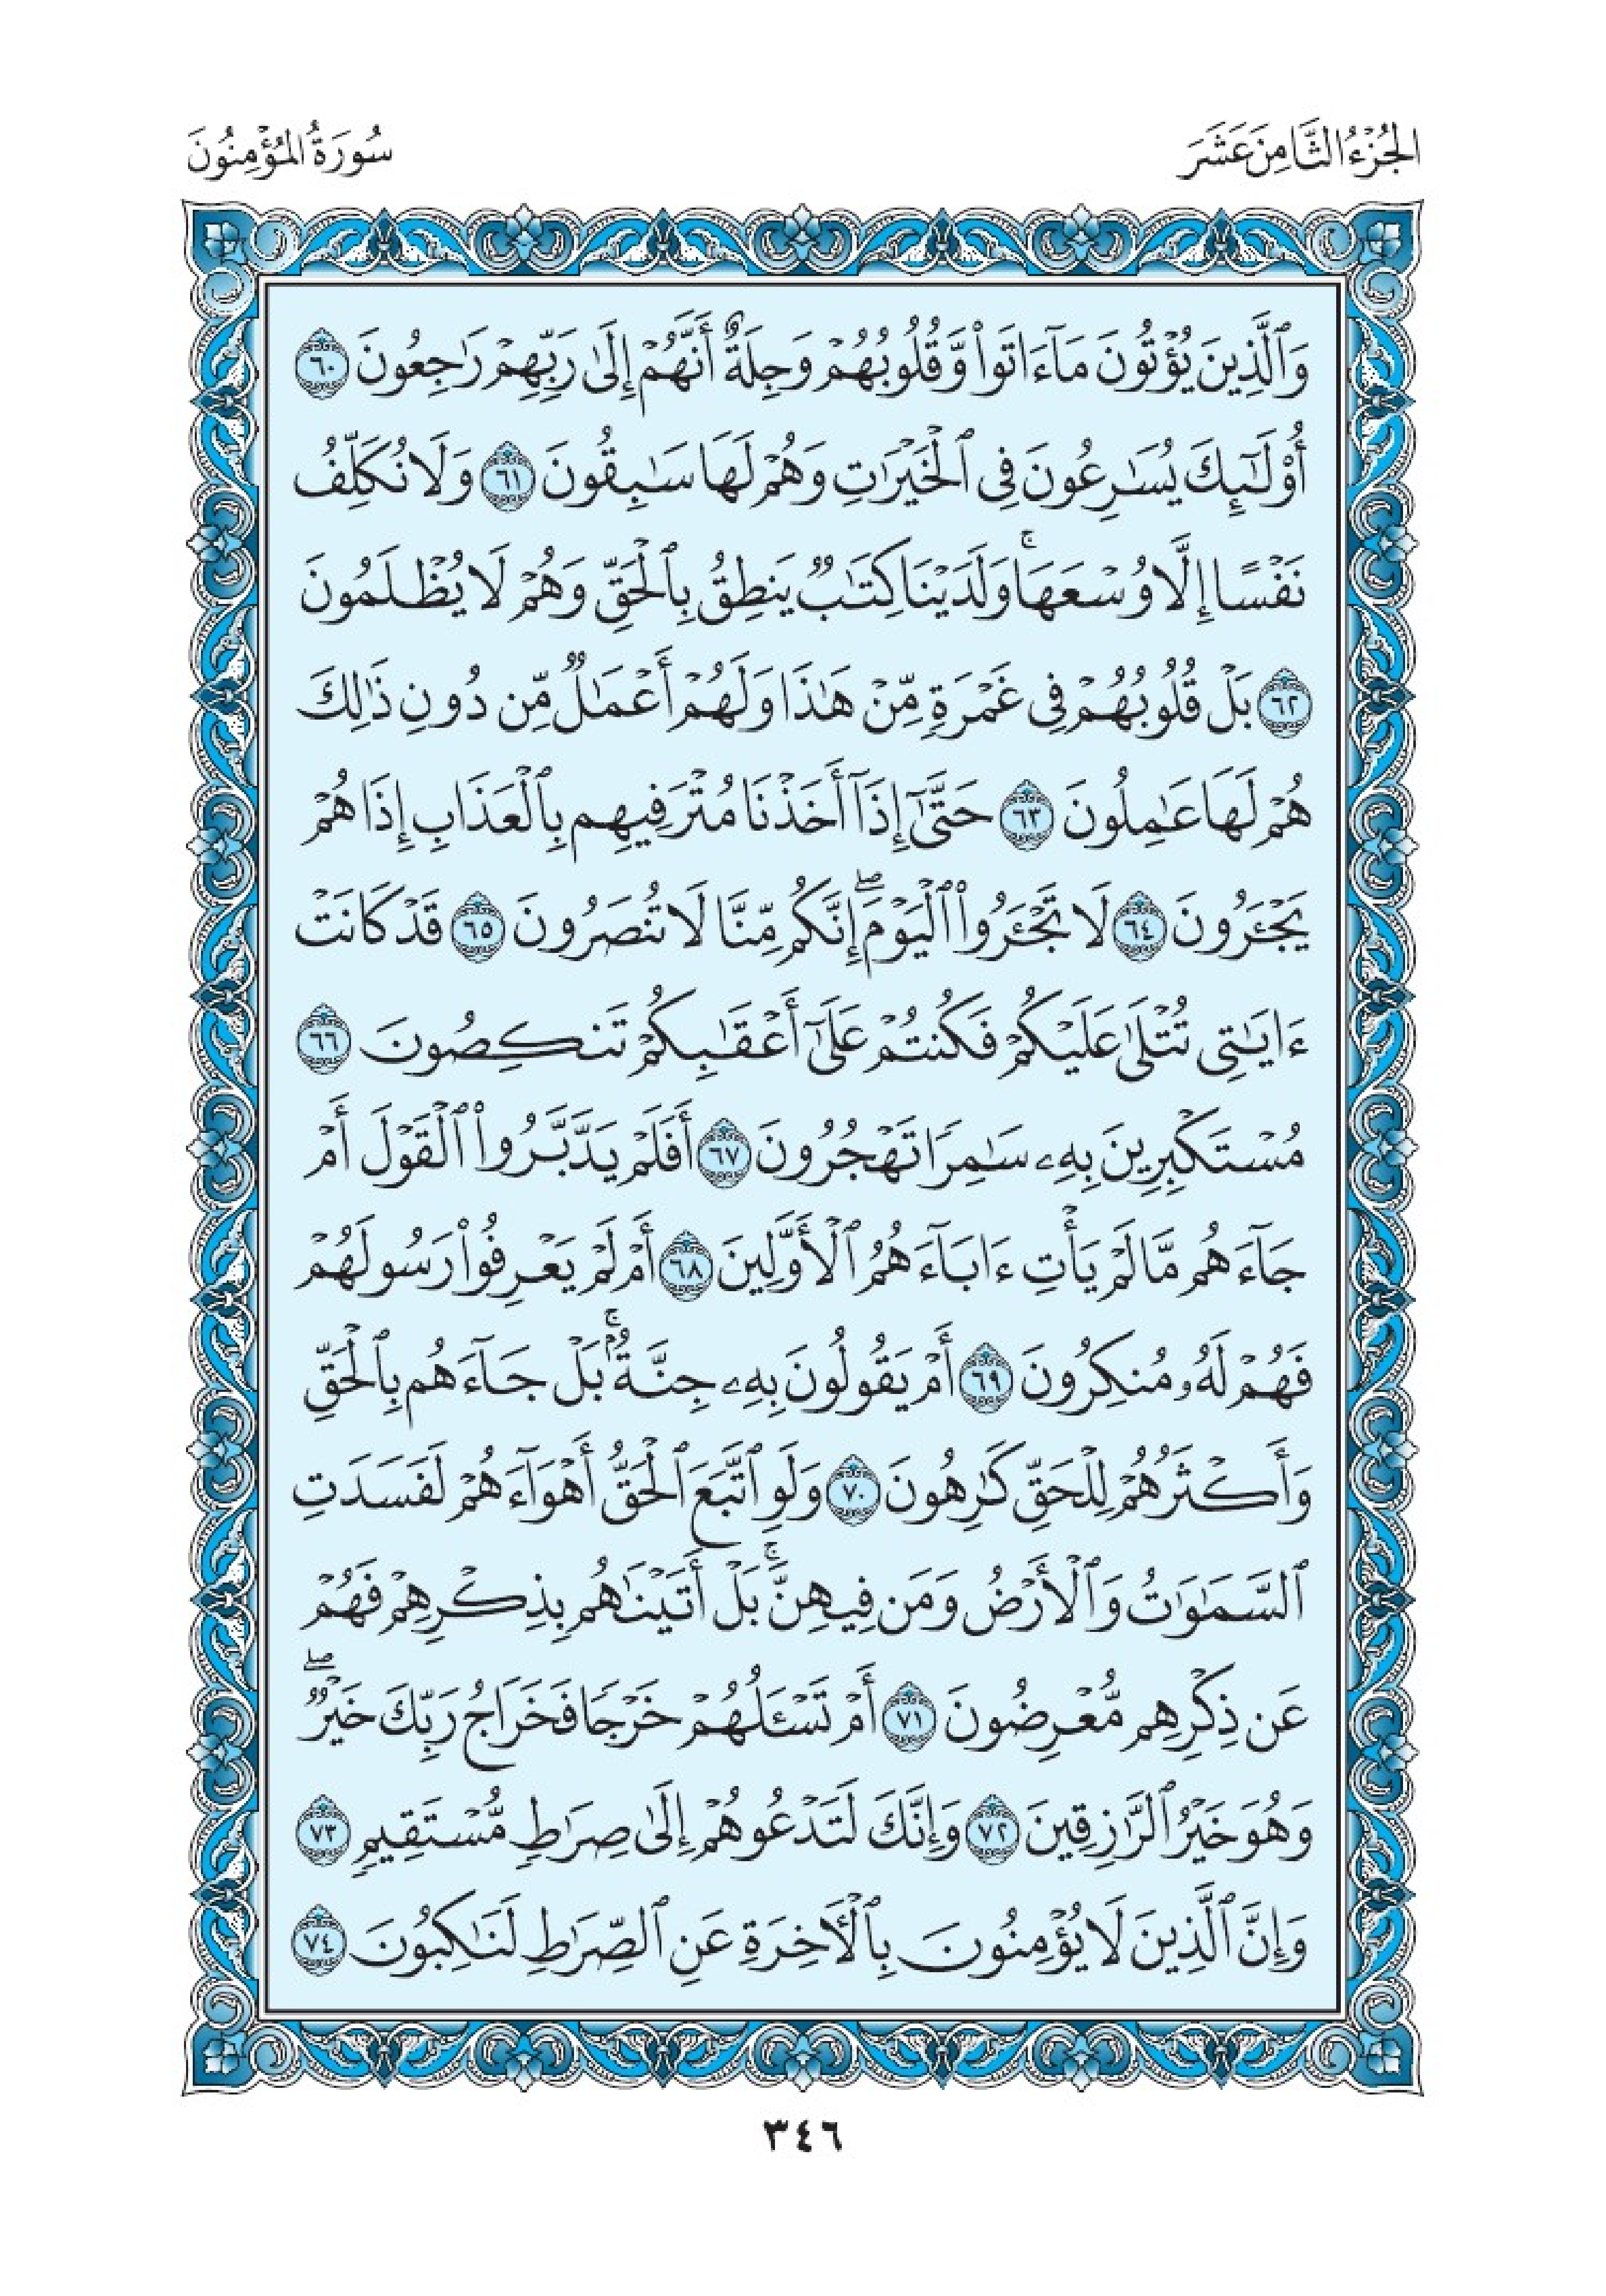 الجُزْءُ الثَّامِنَ عَشَرَ
سُورَةُ المُؤْمِنُونَ
وَٱلَّذِينَ يُؤْتُونَ مَآ ءَاتَوا۟ وَّقُلُوبُهُمْ وَجِلَةٌ أَنَّهُمْ إِلَىٰ رَبِّهِمْ رَٰجِعُونَ ٦٠
أُو۟لَـٰٓئِكَ يُسَـٰرِعُونَ فِى ٱلْخَيْرَٰتِ وَهُمْ لَهَا سَـٰبِقُونَ ٦١ وَلَا نُكَلِّفُ
نَفْسًا إِلَّا وُسْعَهَا ۚ وَلَدَيْنَا كِتَـٰبٌ يَنطِقُ بِٱلْحَقِّ وَهُمْ لَا يُظْلَمُونَ
٦٢ بَلْ قُلُوبُهُمْ فِى غَمْرَةٍ مِّنْ هَـٰذَا وَلَهُمْ أَعْمَـٰلٌ مِّن دُونِ ذَٰلِكَ
هُمْ لَهَا عَـٰمِلُونَ ٦٣ حَتَّىٰٓ إِذَآ أَخَذْنَا مُتْرَفِيهِم بِٱلْعَذَابِ إِذَا هُمْ
يَجْـَٔرُونَ ٦٤ لَا تَجْـَٔرُوا۟ ٱلْيَوْمَ ۖ إِنَّكُم مِّنَّا لَا تُنصَرُونَ ٦٥ قَدْ كَانَتْ
ءَايَـٰتِى تُتْلَىٰ عَلَيْكُمْ فَكُنتُمْ عَلَىٰٓ أَعْقَـٰبِكُمْ تَنكِصُونَ ٦٦
مُسْتَكْبِرِينَ بِهِۦ سَـٰمِرًا تَهْجُرُونَ ٦٧ أَفَلَمْ يَدَّبَّرُوا۟ ٱلْقَوْلَ أَمْ
جَآءَهُم مَّا لَمْ يَأْتِ ءَابَآءَهُمُ ٱلْأَوَّلِينَ ٦٨ أَمْ لَمْ يَعْرِفُوا۟ رَسُولَهُمْ
فَهُمْ لَهُۥ مُنكِرُونَ ٦٩ أَمْ يَقُولُونَ بِهِۦ جِنَّةٌۢ ۚ بَلْ جَآءَهُم بِٱلْحَقِّ
وَأَكْثَرُهُمْ لِلْحَقِّ كَـٰرِهُونَ ٧٠ وَلَوِ ٱتَّبَعَ ٱلْحَقُّ أَهْوَآءَهُمْ لَفَسَدَتِ
ٱلسَّمَـٰوَٰتُ وَٱلْأَرْضُ وَمَن فِيهِنَّ ۚ بَلْ أَتَيْنَـٰهُم بِذِكْرِهِمْ فَهُمْ
عَن ذِكْرِهِم مُّعْرِضُونَ ٧١ أَمْ تَسْـَٔلُهُمْ خَرْجًا فَخَرَاجُ رَبِّكَ خَيْرٌ ۖ
وَهُوَ خَيْرُ ٱلرَّٰزِقِينَ ٧٢ وَإِنَّكَ لَتَدْعُوهُمْ إِلَىٰ صِرَٰطٍ مُّسْتَقِيمٍ ٧٣
وَإِنَّ ٱلَّذِينَ لَا يُؤْمِنُونَ بِٱلْـَٔاخِرَةِ عَنِ ٱلصِّرَٰطِ لَنَـٰكِبُونَ ٧٤
٣٤٦